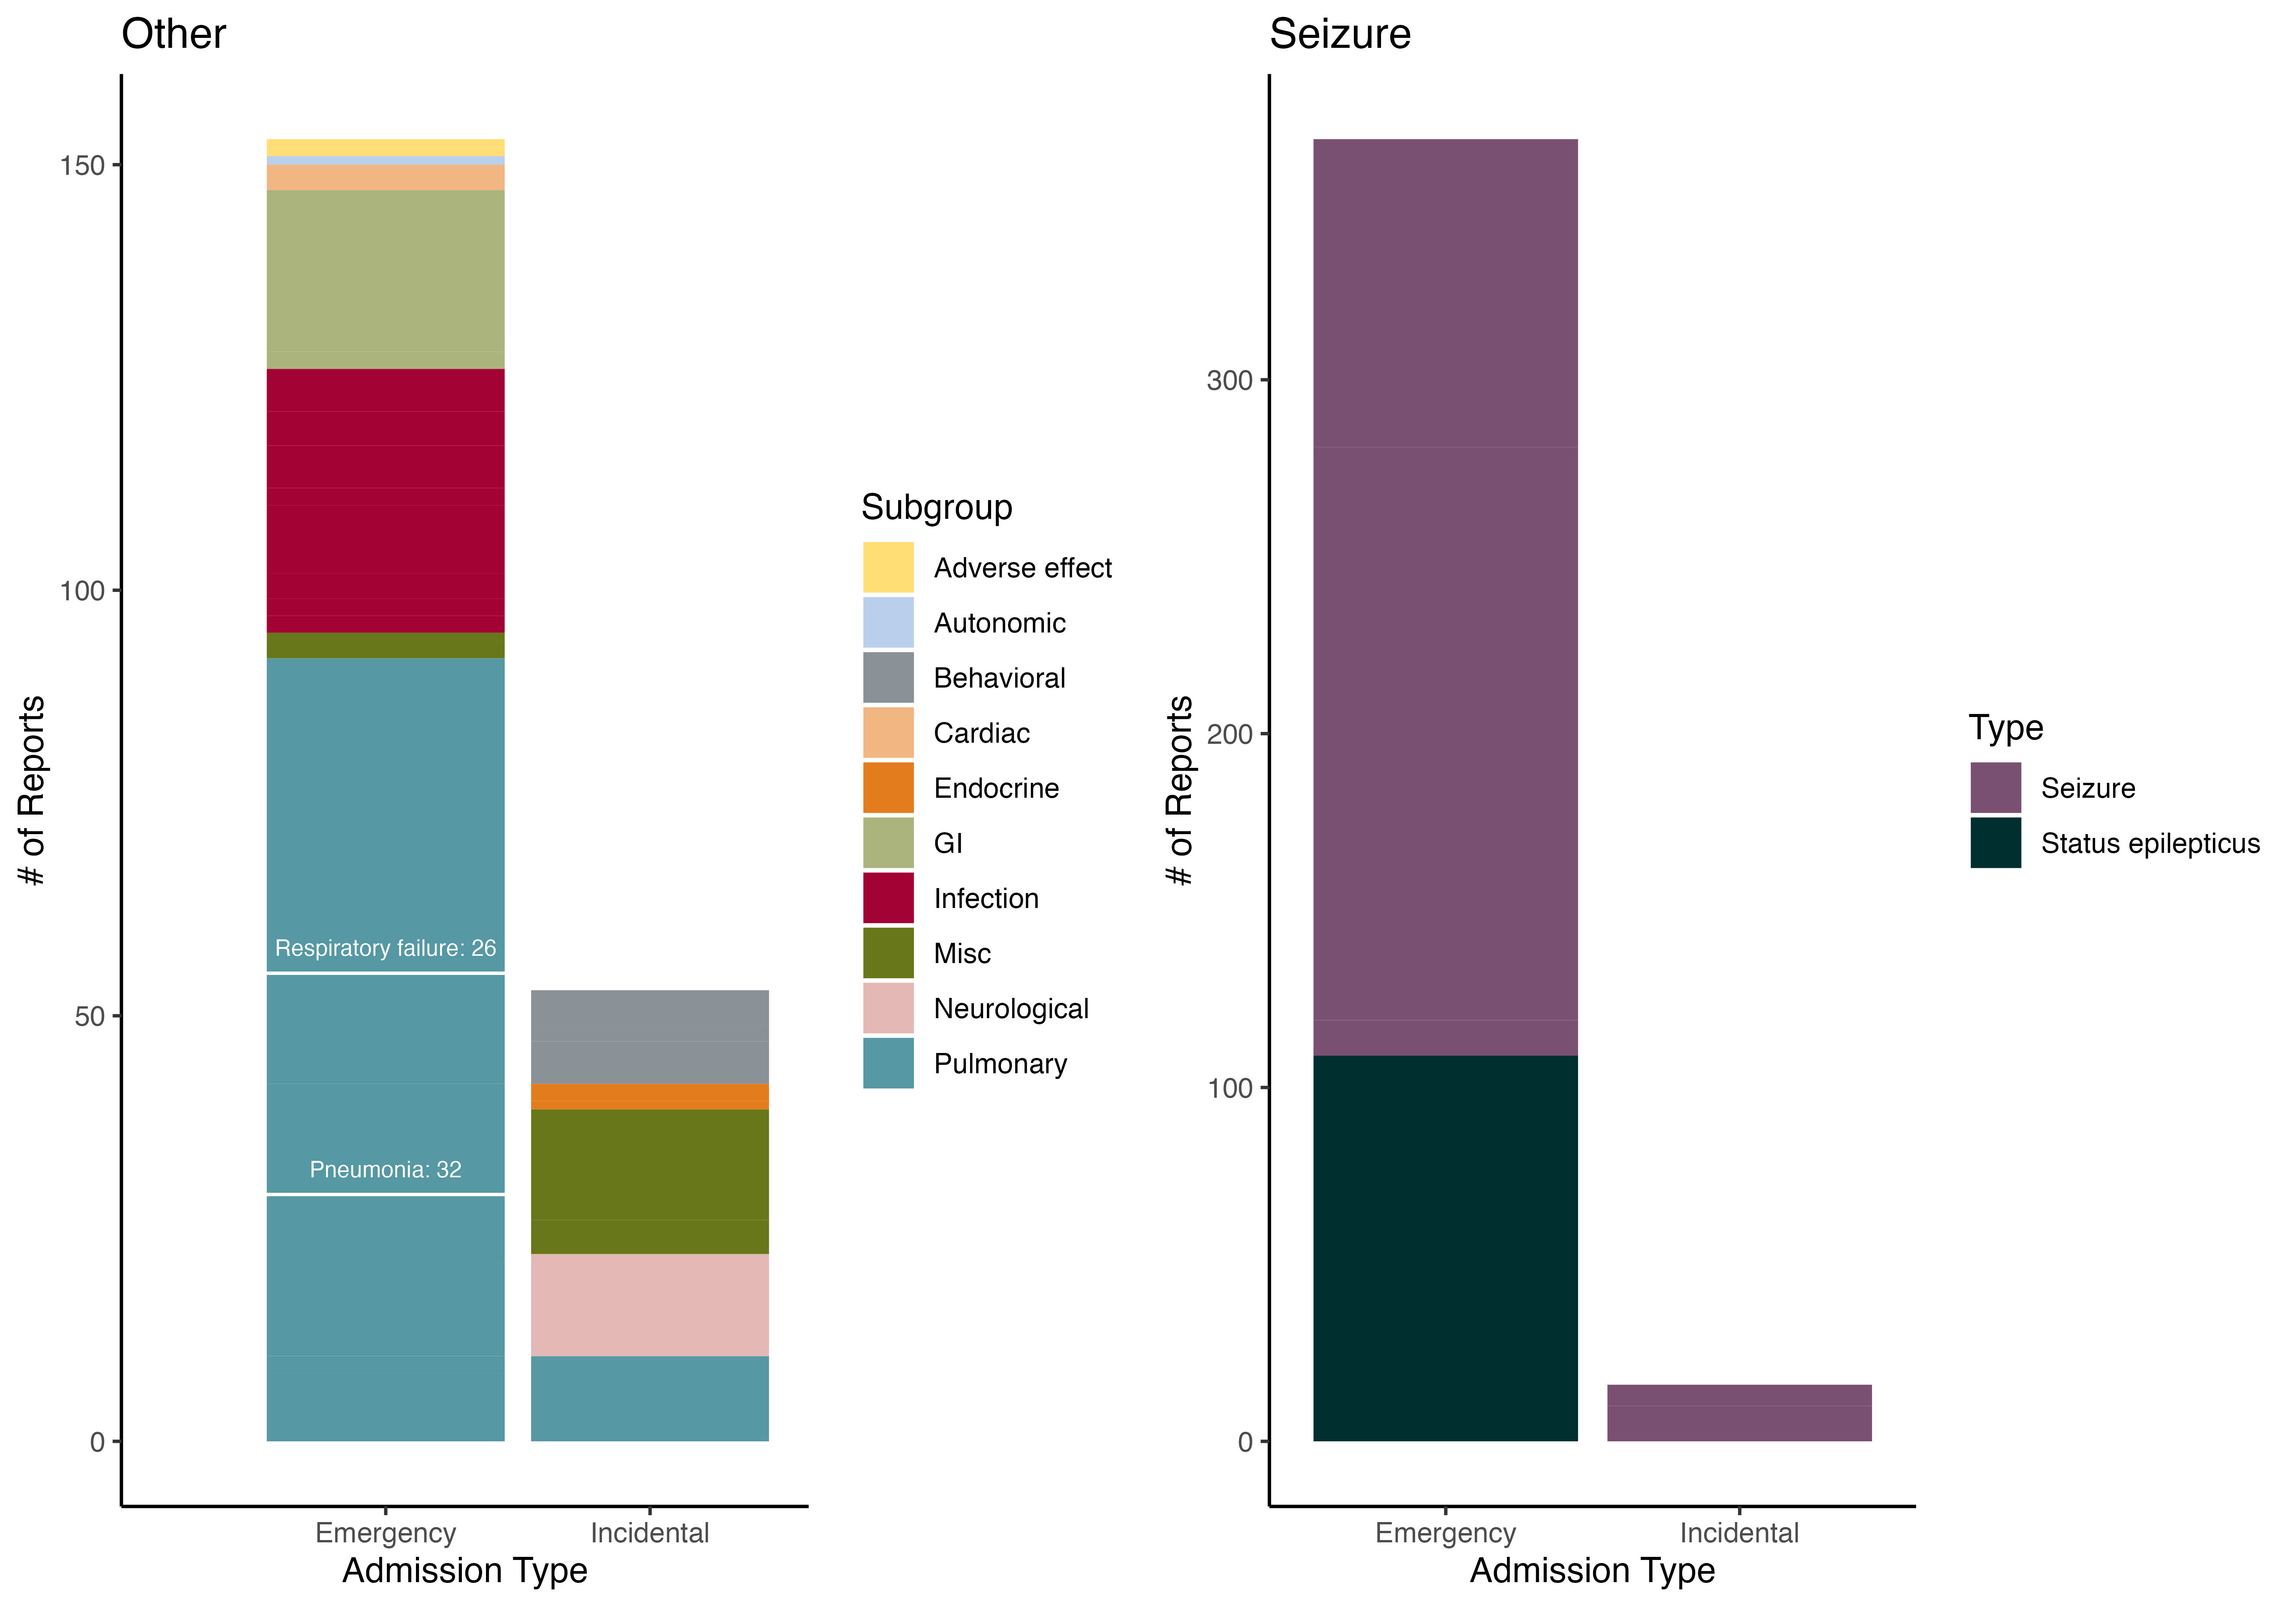 Other
# of Reports
150
100
50
0
Respiratory failure: 26
Pneumonia: 32
Emergency
Incidental
Admission Type
Subgroup
Adverse effect
Autonomic
Behavioral
Cardiac
Endocrine
GI
Infection
Misc
Neurological
Pulmonary
Seizure
# of Reports
300
200
100
0
Emergency
Incidental
Admission Type
Type
Seizure
Status epilepticus